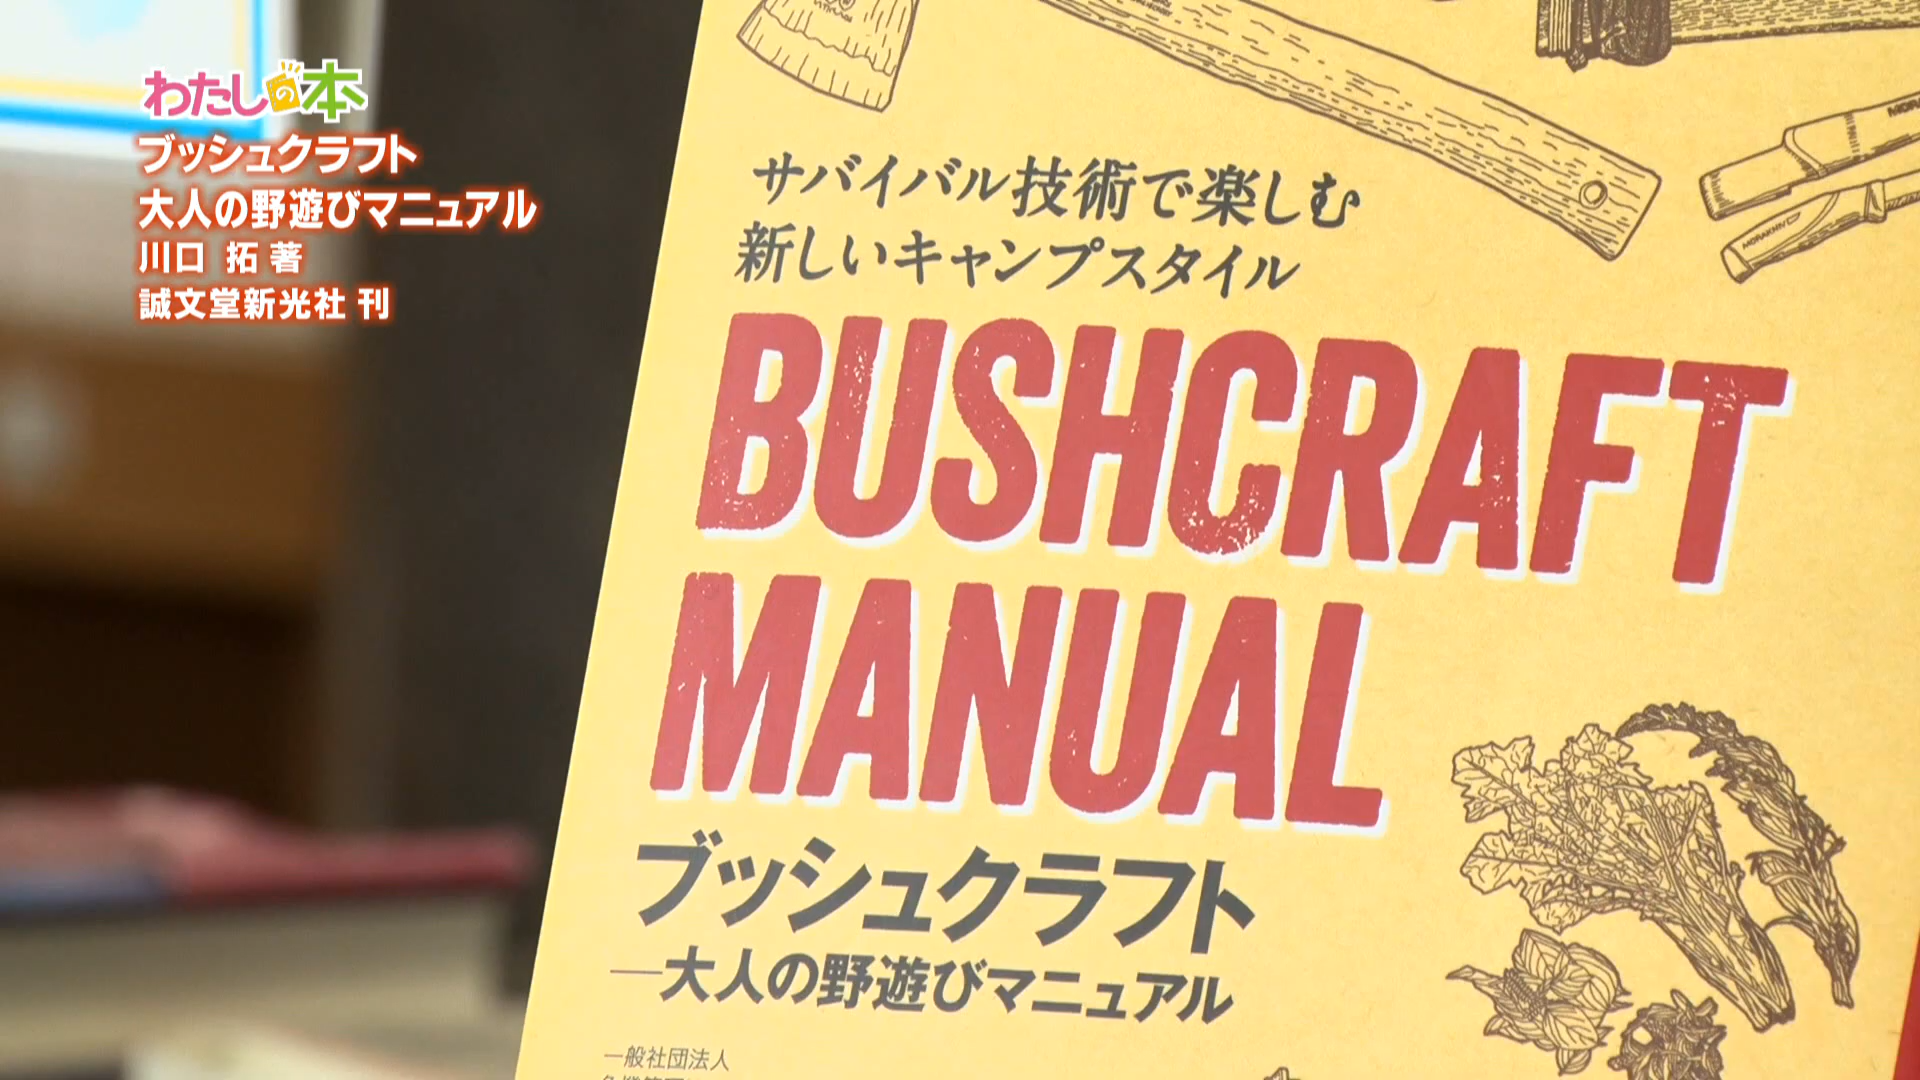 わたしの本
ブッシュクラフト
大人の野遊びマニュアル
川口 拓 著
誠文堂新光社 刊
サバイバル技術で楽しむ
新しいキャンプスタイル
BUSHCRAFT
MANUAL
ブッシュクラフト
―大人の野遊びマニュアル
一般社団法人
MORAKNIV